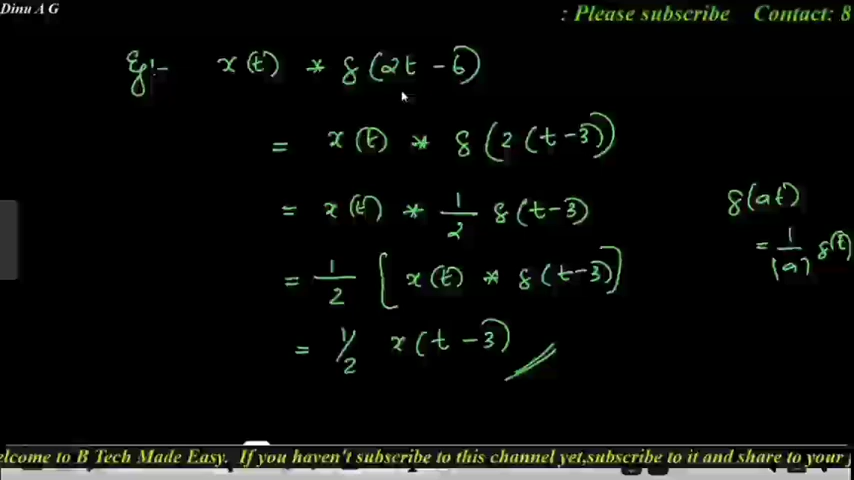 Dinu A G
: Please subscribe Contact: 8
Eg:- x(t) * δ(2t - 6)
= x(t) * δ(2(t-3))
= x(t) * 1/2 δ(t-3)
δ(at)
= 1/|a| δ(t)
= 1/2 [x(t) * δ(t-3)]
= 1/2 x(t-3)
elcome to B Tech Made Easy. If you haven't subscribe to this channel yet,subscribe to it and share to your f